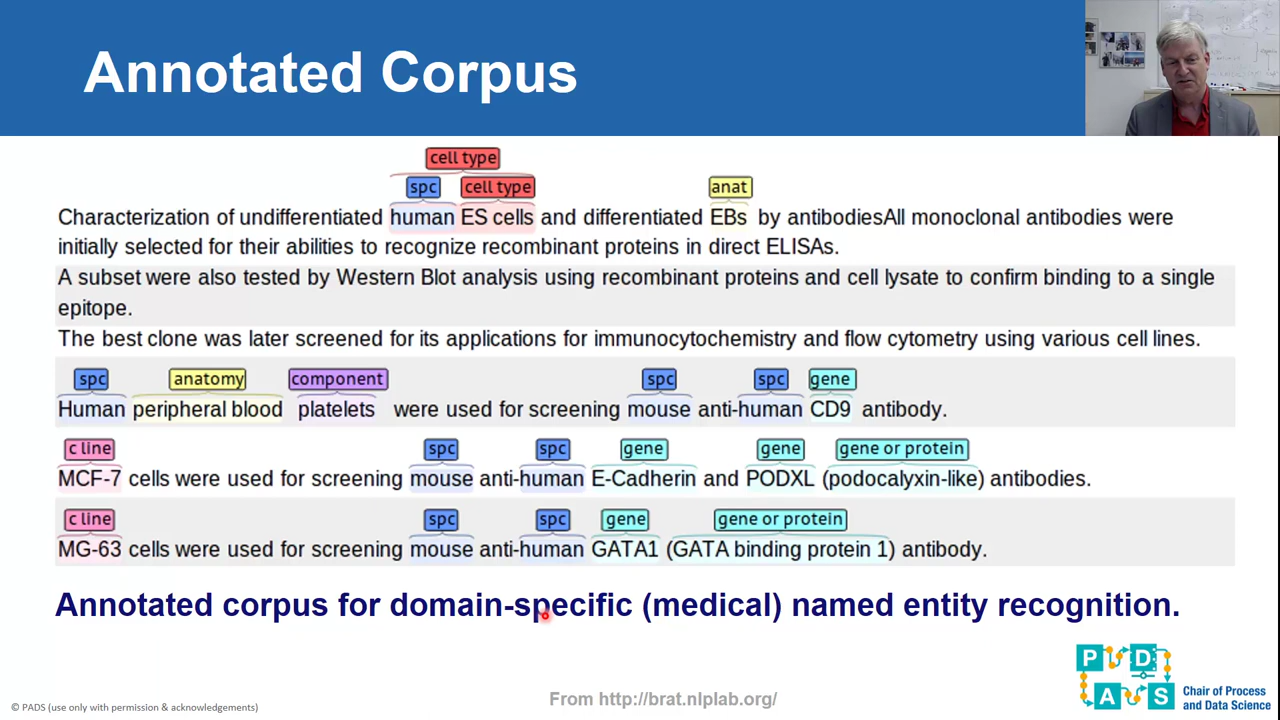 Annotated Corpus
cell type
spc cell type anat
Characterization of undifferentiated human ES cells and differentiated EBs by antibodiesAll monoclonal antibodies were
initially selected for their abilities to recognize recombinant proteins in direct ELISAs.
A subset were also tested by Western Blot analysis using recombinant proteins and cell lysate to confirm binding to a single
epitope.
The best clone was later screened for its applications for immunocytochemistry and flow cytometry using various cell lines.
spc anatomy component spc spc gene
Human peripheral blood platelets were used for screening mouse anti-human CD9 antibody.
c line spc spc gene gene gene or protein
MCF-7 cells were used for screening mouse anti-human E-Cadherin and PODXL (podocalyxin-like) antibodies.
c line spc spc gene gene or protein
MG-63 cells were used for screening mouse anti-human GATA1 (GATA binding protein 1) antibody.
Annotated corpus for domain-specific (medical) named entity recognition.
P D
A S
Chair of Process
and Data Science
© PADS (use only with permission & acknowledgements)
From http://brat.nlplab.org/